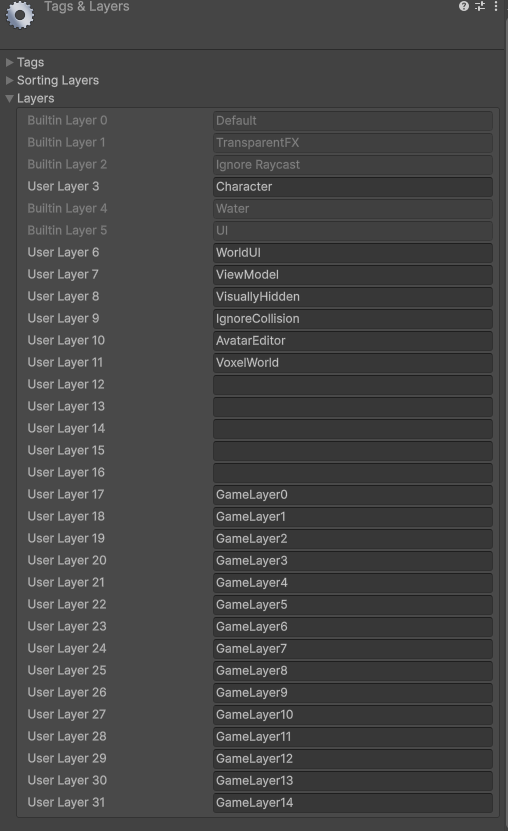 Tags & Layers
Tags
Sorting Layers
Layers
Builtin Layer 0 Default
Builtin Layer 1 TransparentFX
Builtin Layer 2 Ignore Raycast
User Layer 3 Character
Builtin Layer 4 Water
Builtin Layer 5 UI
User Layer 6 WorldUI
User Layer 7 ViewModel
User Layer 8 VisuallyHidden
User Layer 9 IgnoreCollision
User Layer 10 AvatarEditor
User Layer 11 VoxelWorld
User Layer 12
User Layer 13
User Layer 14
User Layer 15
User Layer 16
User Layer 17 GameLayer0
User Layer 18 GameLayer1
User Layer 19 GameLayer2
User Layer 20 GameLayer3
User Layer 21 GameLayer4
User Layer 22 GameLayer5
User Layer 23 GameLayer6
User Layer 24 GameLayer7
User Layer 25 GameLayer8
User Layer 26 GameLayer9
User Layer 27 GameLayer10
User Layer 28 GameLayer11
User Layer 29 GameLayer12
User Layer 30 GameLayer13
User Layer 31 GameLayer14